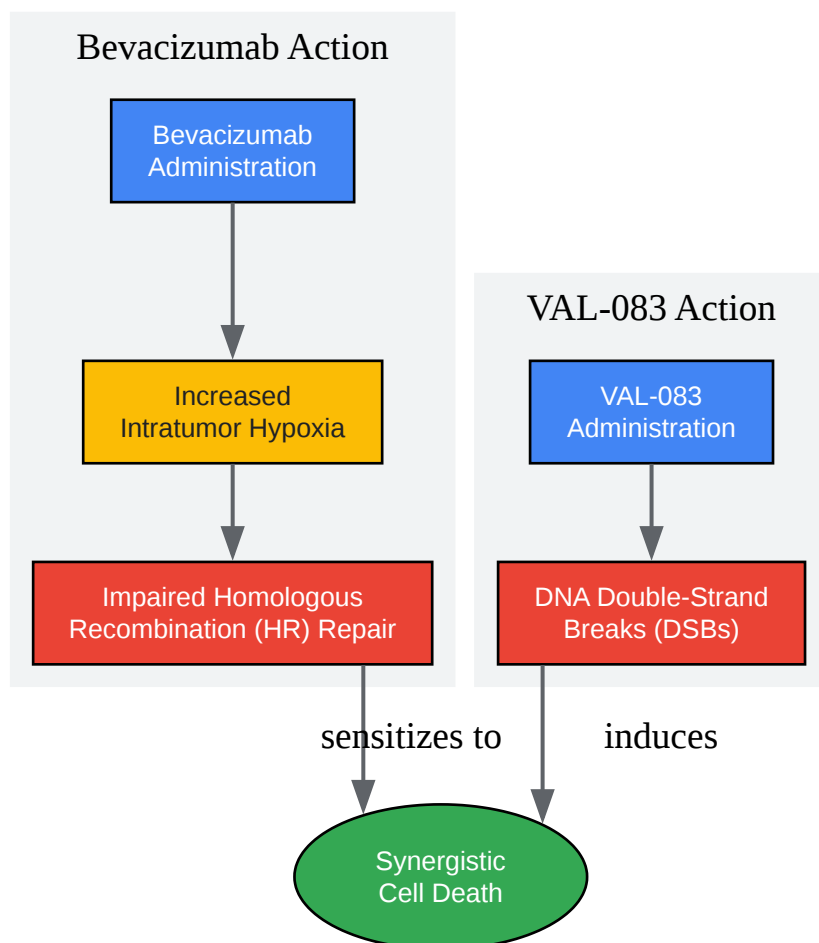 Bevacizumab Action
Bevacizumab
Administration
Increased
Intratumor Hypoxia
Impaired Homologous
Recombination (HR) Repair
VAL-083 Action
VAL-083
Administration
DNA Double-Strand
Breaks (DSBs)
sensitizes to
induces
Synergistic
Cell Death